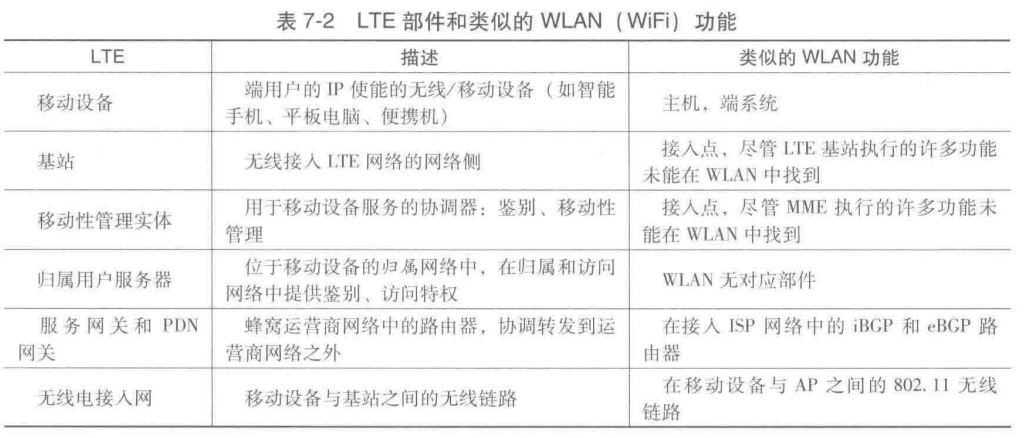 表 7-2 LTE 部件和类似的 WLAN (WiFi) 功能
LTE 描述 类似的 WLAN 功能
移动设备 端用户的 IP 使能的无线/移动设备（如智能手机、平板电脑、便携机） 主机，端系统
基站 无线接入 LTE 网络的网络侧 接入点，尽管 LTE 基站执行的许多功能未能在 WLAN 中找到
移动性管理实体 用于移动设备服务的协调器：鉴别、移动性管理 接入点，尽管 MME 执行的许多功能未能在 WLAN 中找到
归属用户服务器 位于移动设备的归属网络中，在归属和访问网络中提供鉴别、访问特权 WLAN 无对应部件
服务网关和 PDN 网关 蜂窝运营商网络中的路由器，协调转发到运营商网络之外 在接入 ISP 网络中的 iBGP 和 eBGP 路由器
无线电接入网 移动设备与基站之间的无线链路 在移动设备与 AP 之间的 802.11 无线链路